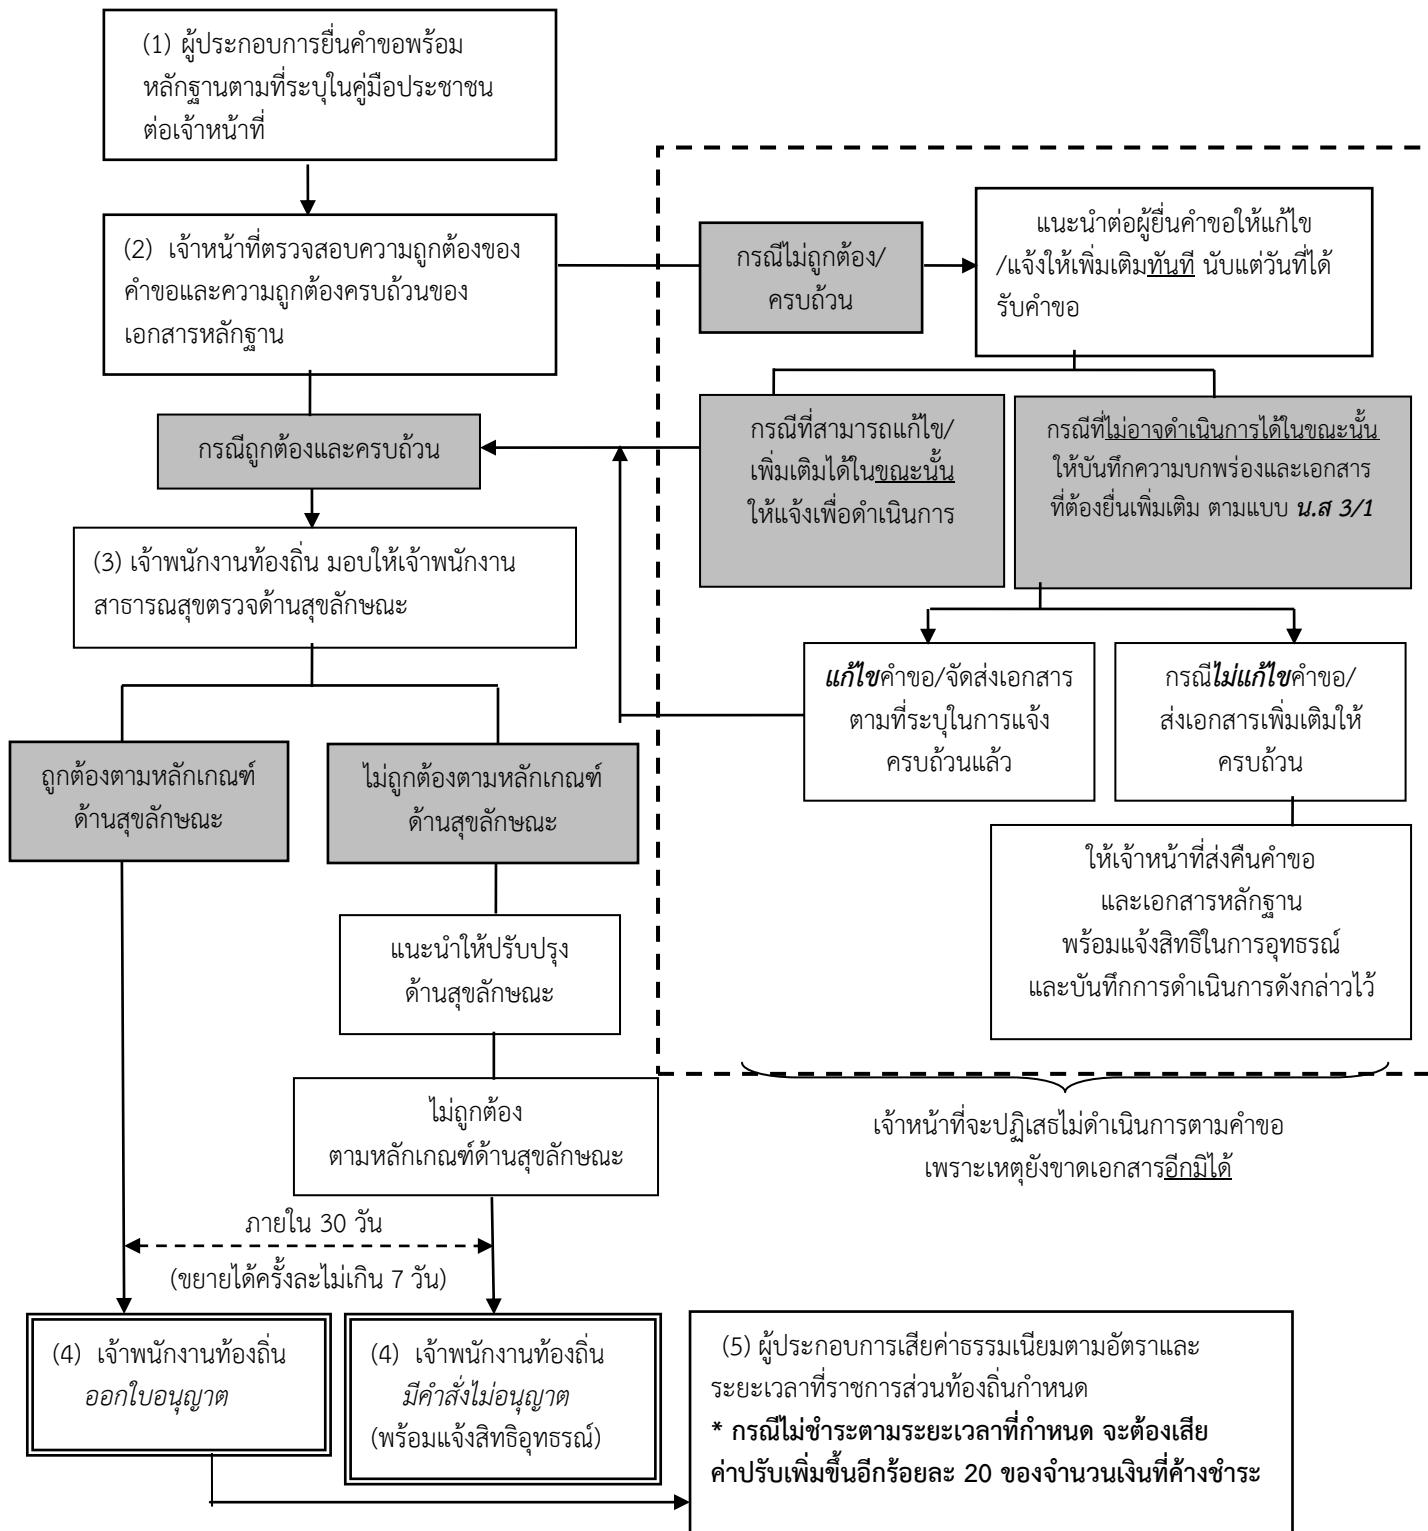 (1) ผู้ประกอบการยื่นคำขอพร้อม
หลักฐานตามที่ระบุในคู่มือประชาชน
ต่อเจ้าหน้าที่
(2) เจ้าหน้าที่ตรวจสอบความถูกต้องของ
คำขอและความถูกต้องครบถ้วนของ
เอกสารหลักฐาน
กรณีไม่ถูกต้อง/
ครบถ้วน
แนะนำต่อผู้ยื่นคำขอให้แก้ไข
/แจ้งให้เพิ่มเติมทันที นับแต่วันที่ได้
รับคำขอ
กรณีถูกต้องและครบถ้วน
กรณีที่สามารถแก้ไข/
เพิ่มเติมได้ในขณะนั้น
ให้แจ้งเพื่อดำเนินการ
กรณีที่ไม่อาจดำเนินการได้ในขณะนั้น
ให้บันทึกความบกพร่องและเอกสาร
ที่ต้องยื่นเพิ่มเติม ตามแบบ น.ส 3/1
(3) เจ้าพนักงานท้องถิ่น มอบให้เจ้าพนักงาน
สาธารณสุขตรวจด้านสุขลักษณะ
แก้ไขคำขอ/จัดส่งเอกสาร
ตามที่ระบุในการแจ้ง
ครบถ้วนแล้ว
กรณีไม่แก้ไขคำขอ/
ส่งเอกสารเพิ่มเติมให้
ครบถ้วน
ถูกต้องตามหลักเกณฑ์
ด้านสุขลักษณะ
ไม่ถูกต้องตามหลักเกณฑ์
ด้านสุขลักษณะ
ให้เจ้าหน้าที่ส่งคืนคำขอ
และเอกสารหลักฐาน
พร้อมแจ้งสิทธิในการอุทธรณ์
และบันทึกการดำเนินการดังกล่าวไว้
แนะนำให้ปรับปรุง
ด้านสุขลักษณะ
ไม่ถูกต้อง
ตามหลักเกณฑ์ด้านสุขลักษณะ
เจ้าหน้าที่จะปฏิเสธไม่ดำเนินการตามคำขอ
เพราะเหตุยังขาดเอกสารอีกมิได้
ภายใน 30 วัน
(ขยายได้ครั้งละไม่เกิน 7 วัน)
(4) เจ้าพนักงานท้องถิ่น
ออกใบอนุญาต
(4) เจ้าพนักงานท้องถิ่น
มีคำสั่งไม่อนุญาต
(พร้อมแจ้งสิทธิอุทธรณ์)
(5) ผู้ประกอบการเสียค่าธรรมเนียมตามอัตราและ
ระยะเวลาที่ราชการส่วนท้องถิ่นกำหนด
* กรณีไม่ชำระตามระยะเวลาที่กำหนด จะต้องเสีย
ค่าปรับเพิ่มขึ้นอีกร้อยละ 20 ของจำนวนเงินที่ค้างชำระ